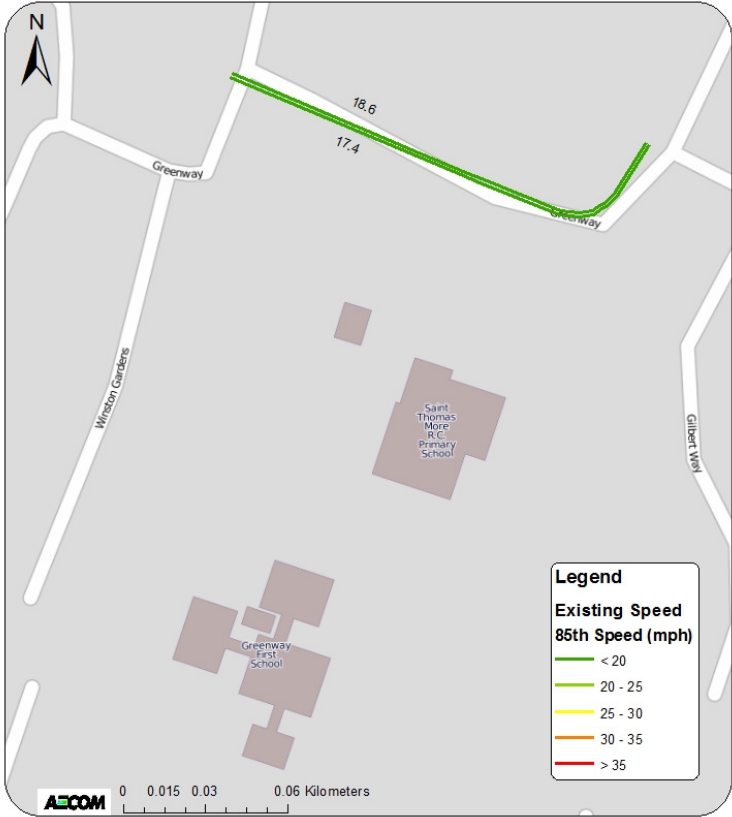 N
18.6
17.4
Greenway
Greenway
Winston Gardens
Saint
Thomas
More
R.C.
Primary
School
Gilbert Way
Greenway
First
School
Legend
Existing Speed
85th Speed (mph)
< 20
20 - 25
25 - 30
30 - 35
> 35
AECOM
0 0.015 0.03 0.06 Kilometers